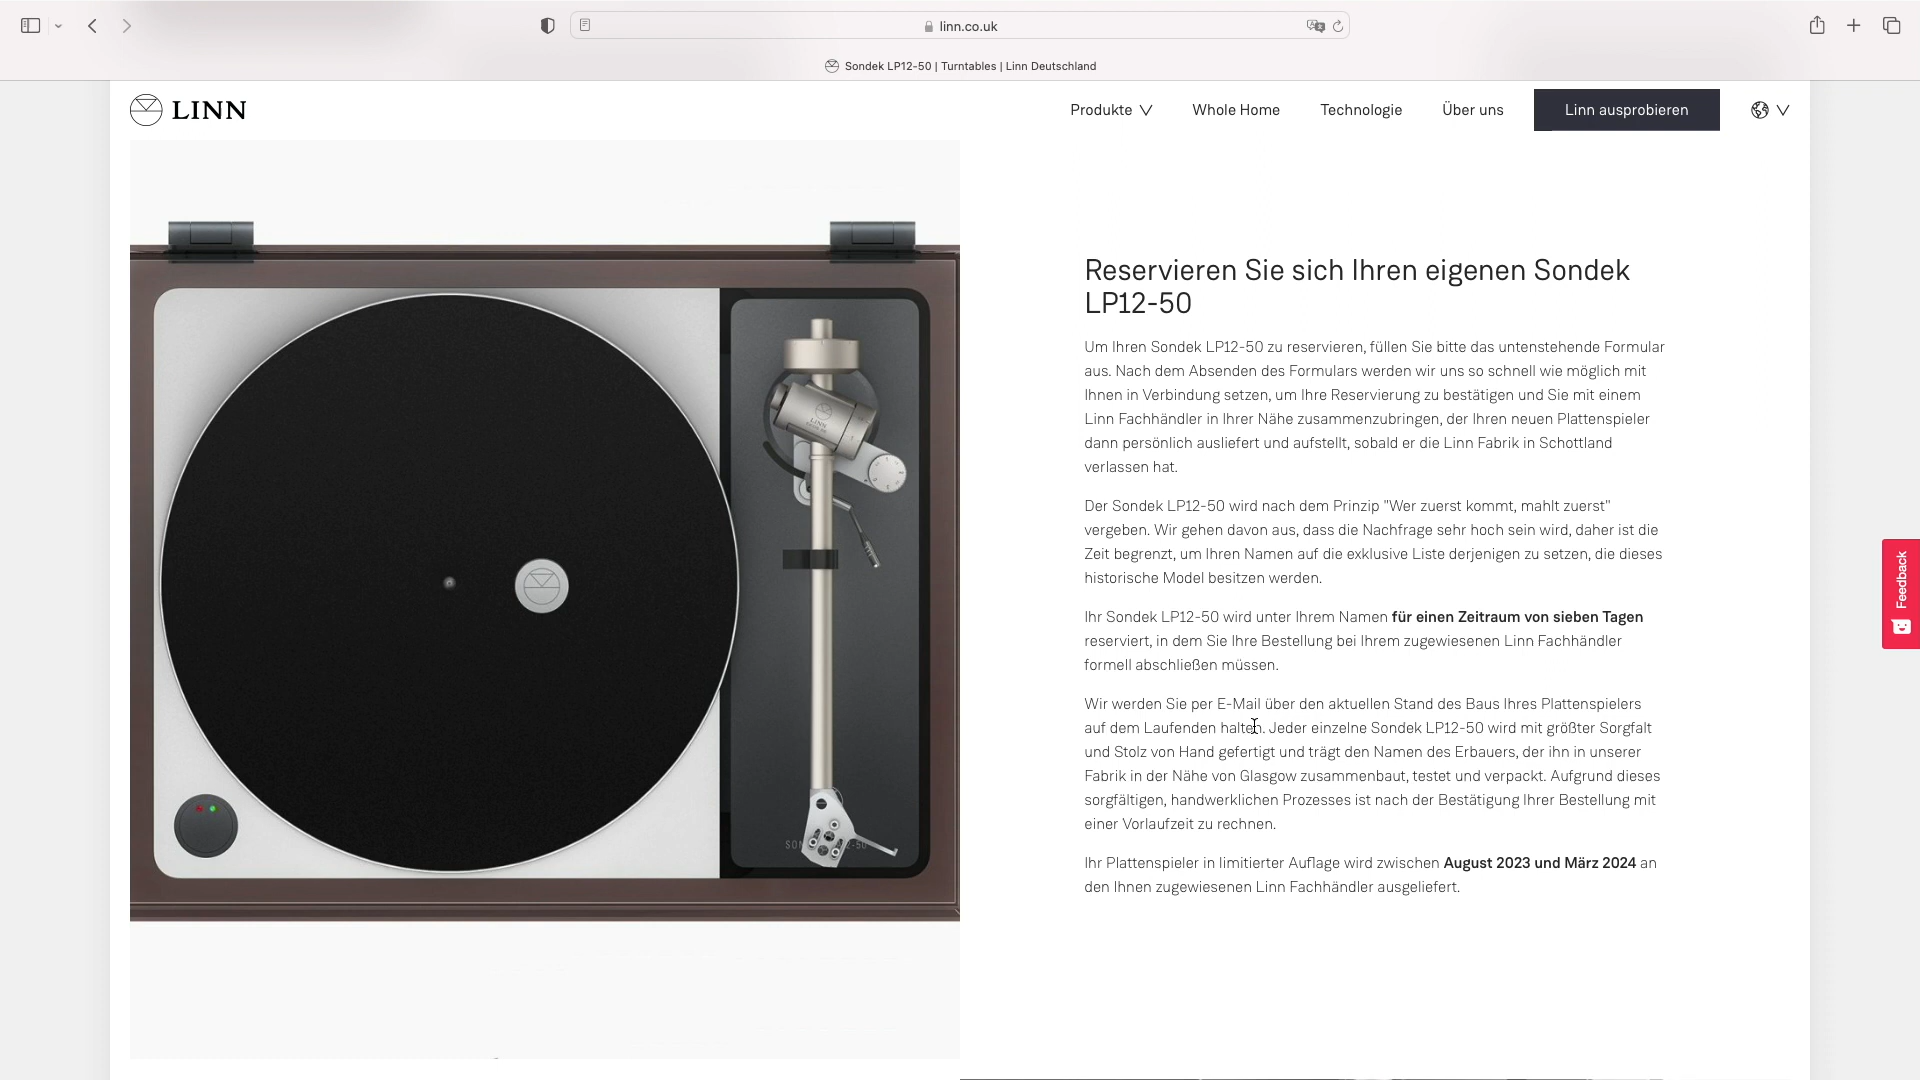 linn.co.uk
Sondek LP12-50 | Turntables | Linn Deutschland
LINN
Produkte
Whole Home
Technologie
Über uns
Linn ausprobieren
Reservieren Sie sich Ihren eigenen Sondek
LP12-50
Um Ihren Sondek LP12-50 zu reservieren, füllen Sie bitte das untenstehende Formular
aus. Nach dem Absenden des Formulars werden wir uns so schnell wie möglich mit
Ihnen in Verbindung setzen, um Ihre Reservierung zu bestätigen und Sie mit einem
Linn Fachhändler in Ihrer Nähe zusammenzubringen, der Ihren neuen Plattenspieler
dann persönlich ausliefert und aufstellt, sobald er die Linn Fabrik in Schottland
verlassen hat.
Der Sondek LP12-50 wird nach dem Prinzip "Wer zuerst kommt, mahlt zuerst"
vergeben. Wir gehen davon aus, dass die Nachfrage sehr hoch sein wird, daher ist die
Zeit begrenzt, um Ihren Namen auf die exklusive Liste derjenigen zu setzen, die dieses
historische Model besitzen werden.
Ihr Sondek LP12-50 wird unter Ihrem Namen für einen Zeitraum von sieben Tagen
reserviert, in dem Sie Ihre Bestellung bei Ihrem zugewiesenen Linn Fachhändler
formell abschließen müssen.
Wir werden Sie per E-Mail über den aktuellen Stand des Baus Ihres Plattenspielers
auf dem Laufenden halten. Jeder einzelne Sondek LP12-50 wird mit größter Sorgfalt
und Stolz von Hand gefertigt und trägt den Namen des Erbauers, der ihn in unserer
Fabrik in der Nähe von Glasgow zusammenbaut, testet und verpackt. Aufgrund dieses
sorgfältigen, handwerklichen Prozesses ist nach der Bestätigung Ihrer Bestellung mit
einer Vorlaufzeit zu rechnen.
Ihr Plattenspieler in limitierter Auflage wird zwischen August 2023 und März 2024 an
den Ihnen zugewiesenen Linn Fachhändler ausgeliefert.
Feedback
LINN